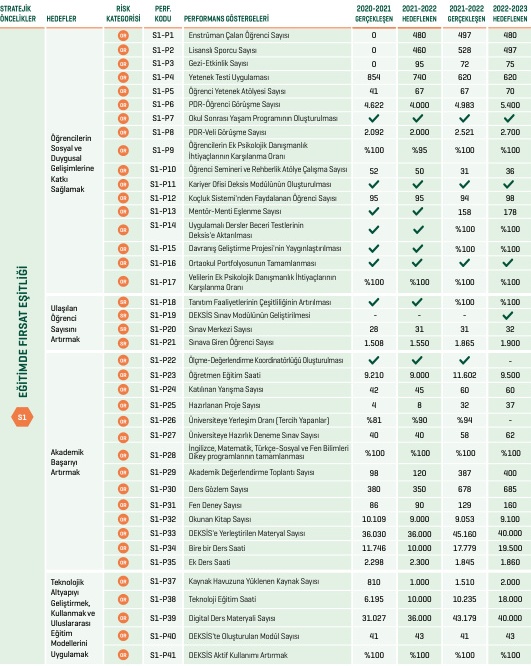 STRATEJİK ÖNCELİKLER HEDEFLER RİSK KATEGORİSİ PERF. KODU PERFORMANS GÖSTERGELERİ 2020-2021 GERÇEKLEŞEN 2021-2022 HEDEFLENEN 2021-2022 GERÇEKLEŞEN 2022-2023 HEDEFLENEN
EĞİTİMDE FIRSAT EŞİTLİĞİ
S1
Öğrencilerin
Sosyal ve
Duygusal
Gelişimlerine
Katkı
Sağlamak
OR S1-P1 Enstrüman Çalan Öğrenci Sayısı 0 480 497 480
OR S1-P2 Lisanslı Sporcu Sayısı 0 460 528 497
OR S1-P3 Gezi-Etkinlik Sayısı 0 95 72 75
OR S1-P4 Yetenek Testi Uygulaması 854 740 620 620
OR S1-P5 Öğrenci Yetenek Atölyesi Sayısı 41 67 67 70
OR S1-P6 PDR-Öğrenci Görüşme Sayısı 4.622 4.000 4.983 5.400
OR S1-P7 Okul Sonrası Yaşam Programının Oluşturulması ✓ ✓ ✓ ✓
OR S1-P8 PDR-Veli Görüşme Sayısı 2.092 2.000 2.521 2.700
OR S1-P9 Öğrencilerin Ek Psikolojik Danışmanlık
İhtiyaçlarının Karşılanma Oranı %100 %95 %100 %100
OR S1-P10 Öğrenci Semineri ve Rehberlik Atölye Çalışma Sayısı 52 50 31 36
OR S1-P11 Kariyer Ofisi Deksis Modülünün Oluşturulması ✓ ✓ ✓ ✓
OR S1-P12 Koçluk Sistemi'nden Faydalanan Öğrenci Sayısı 95 95 94 98
OR S1-P13 Mentör-Menti Eşlenme Sayısı ✓ ✓ 158 178
OR S1-P14 Uygulamalı Dersler Beceri Testlerinin
Deksis'e Aktarılması ✓ ✓ %100 %100
OR S1-P15 Davranış Geliştirme Projesi'nin Yaygınlaştırılması ✓ ✓ %100 %100
OR S1-P16 Ortaokul Portfolyosunun Tamamlanması ✓ ✓ ✓ ✓
OR S1-P17 Velilerin Ek Psikolojik Danışmanlık İhtiyaçlarının
Karşılanma Oranı %100 %100 %100 %100
Ulaşılan
Öğrenci
Sayısını
Artırmak
SR S1-P18 Tanıtım Faaliyetlerinin Çeşitliliğinin Artırılması ✓ ✓ %100 %100
SR S1-P19 DEKSİS Sınav Modülünün Geliştirilmesi - - - ✓
SR S1-P20 Sınav Merkezi Sayısı 28 31 31 32
SR S1-P21 Sınava Giren Öğrenci Sayısı 1.508 1.550 1.865 1.900
Akademik
Başarıyı
Artırmak
OR S1-P22 Ölçme-Değerlendirme Koordinatörlüğü Oluşturulması ✓ ✓ ✓ -
OR S1-P23 Öğretmen Eğitim Saati 9.210 9.000 11.602 9.500
OR S1-P24 Katılınan Yarışma Sayısı 42 45 60 60
OR S1-P25 Hazırlanan Proje Sayısı 4 8 32 37
OR S1-P26 Üniversiteye Yerleşim Oranı (Tercih Yapanlar) %81 %90 %94 -
OR S1-P27 Üniversiteye Hazırlık Deneme Sınav Sayısı 40 40 58 62
OR S1-P28 İngilizce, Matematik, Türkçe-Sosyal ve Fen Bilimleri
Dikey programlarının tamamlanması %100 %100 %100 %100
OR S1-P29 Akademik Değerlendirme Toplantı Sayısı 98 120 387 400
OR S1-P30 Ders Gözlem Sayısı 380 350 678 685
OR S1-P31 Fen Deney Sayısı 86 90 129 160
OR S1-P32 Okunan Kitap Sayısı 10.109 9.000 9.053 9.100
OR S1-P33 DEKSİS'e Yerleştirilen Materyal Sayısı 36.030 36.000 45.160 40.000
OR S1-P34 Bire bir Ders Saati 11.746 10.000 17.779 19.500
OR S1-P35 Ek Ders Saati 2.298 2.300 1.845 1.860
Teknolojik
Altyapıyı
Geliştirmek,
Kullanmak ve
Uluslararası
Eğitim
Modellerini
Uygulamak
OR S1-P37 Kaynak Havuzuna Yüklenen Kaynak Sayısı 810 1.000 1.510 2.000
OR S1-P38 Teknoloji Eğitim Saati 6.195 10.000 10.235 18.000
OR S1-P39 Digital Ders Materyali Sayısı 31.027 36.000 43.179 40.000
OR S1-P40 DEKSİS'te Oluşturulan Modül Sayısı 41 43 41 43
OR S1-P41 DEKSİS Aktif Kullanımı Artırmak %100 %100 %100 %100